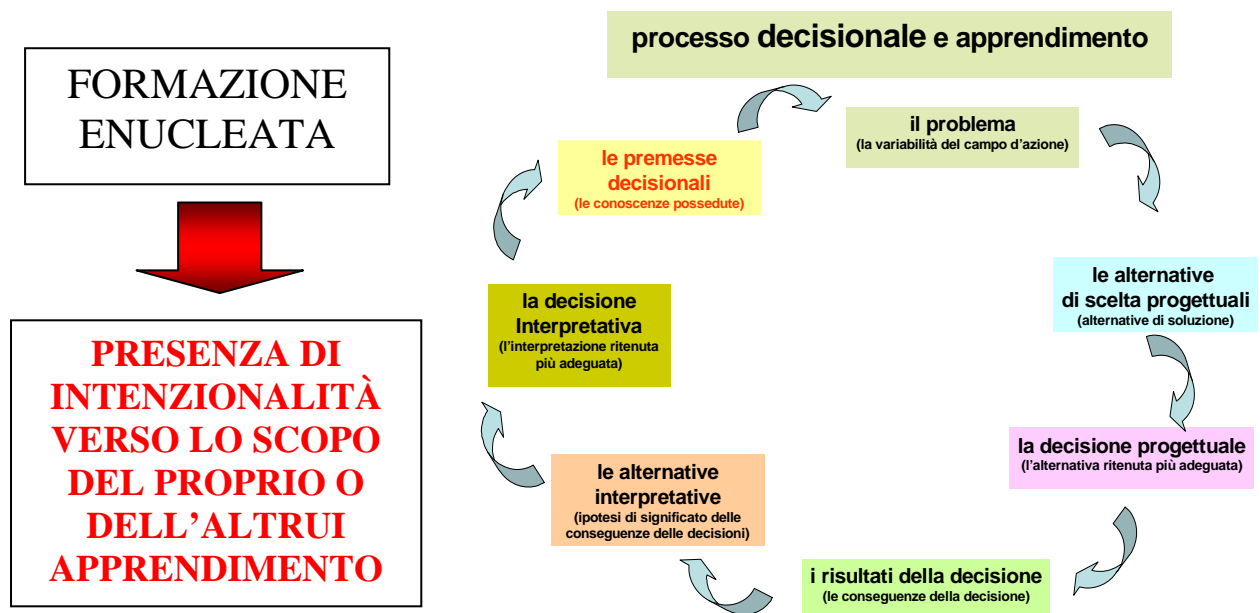 FORMAZIONE
ENUCLEATA
PRESENZA DI
INTENZIONALITÀ
VERSO LO SCOPO
DEL PROPRIO O
DELL’ALTRUI
APPRENDIMENTO
processo decisionale e apprendimento
il problema
(la variabilità del campo d’azione)
le alternative
di scelta progettuali
(alternative di soluzione)
la decisione progettuale
(l’alternativa ritenuta più adeguata)
i risultati della decisione
(le conseguenze della decisione)
le alternative
interpretative
(ipotesi di significato delle
conseguenze delle decisioni)
la decisione
Interpretativa
(l’interpretazione ritenuta
più adeguata)
le premesse
decisionali
(le conoscenze possedute)